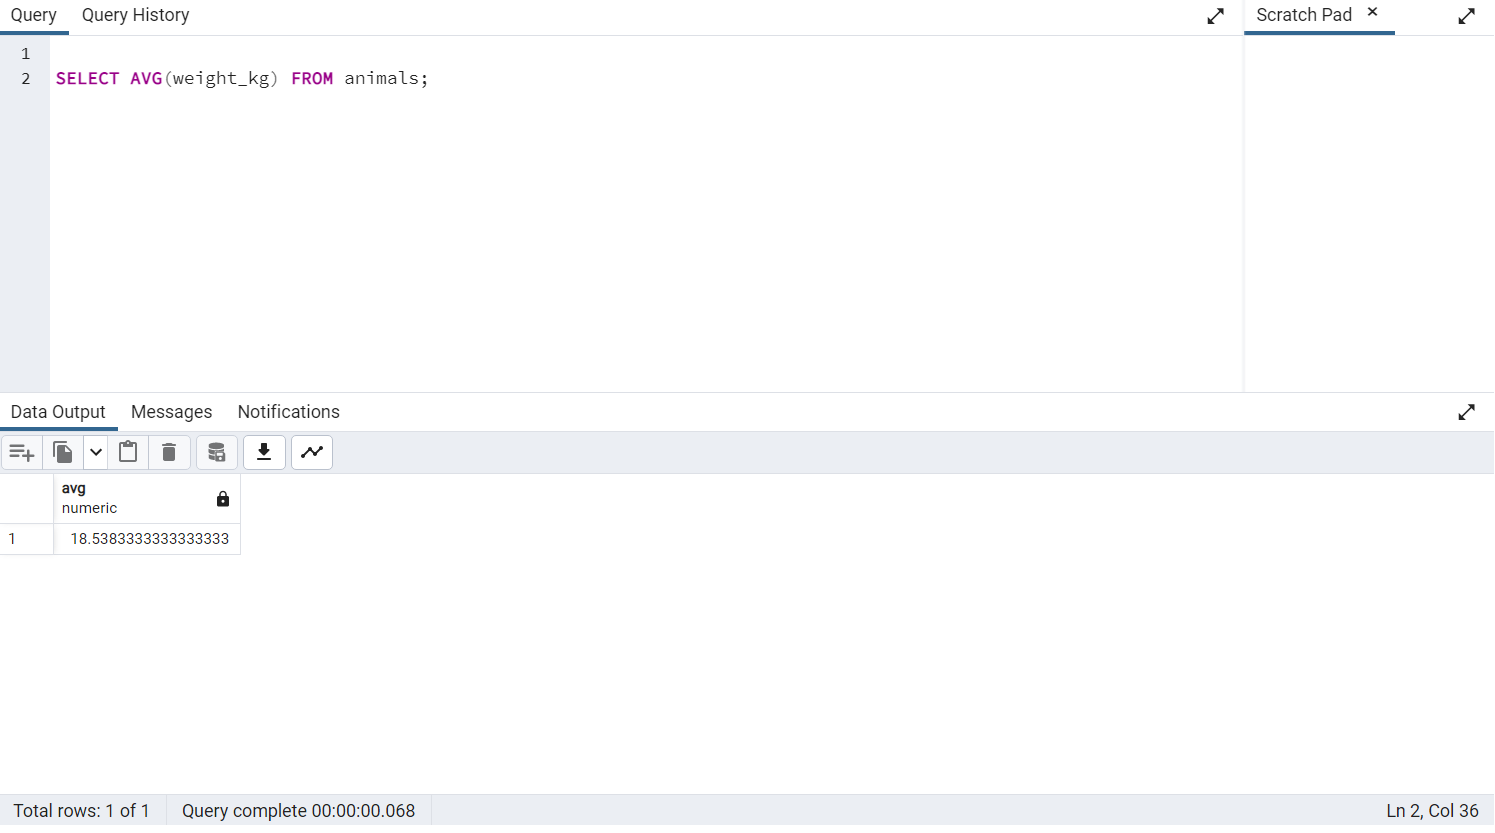 Query Query History Scratch Pad ×
1
2 SELECT AVG(weight_kg) FROM animals;
Data Output Messages Notifications
avg
numeric
1 18.5383333333333333
Total rows: 1 of 1 Query complete 00:00:00.068 Ln 2, Col 36